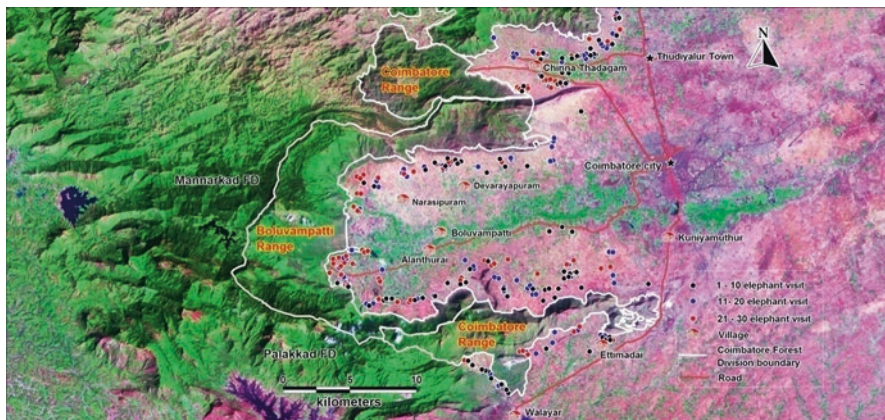 N
Thudiyalur Town
Chinna Thadagam
Coimbatore
Range
Coimbatore city
Mannarkad FD
Devarayapuram
Narasipuram
Boluvampatti
Range
Boluvampatti
Kuniyamuthur
Alanthurai
1 - 10 elephant visit
11- 20 elephant visit
21 - 30 elephant visit
Village
Coimbatore Forest
Division boundary
Road
Coimbatore
Range
Palakkad FD
Ettimadai
0 5 10
kilometers
Walayar